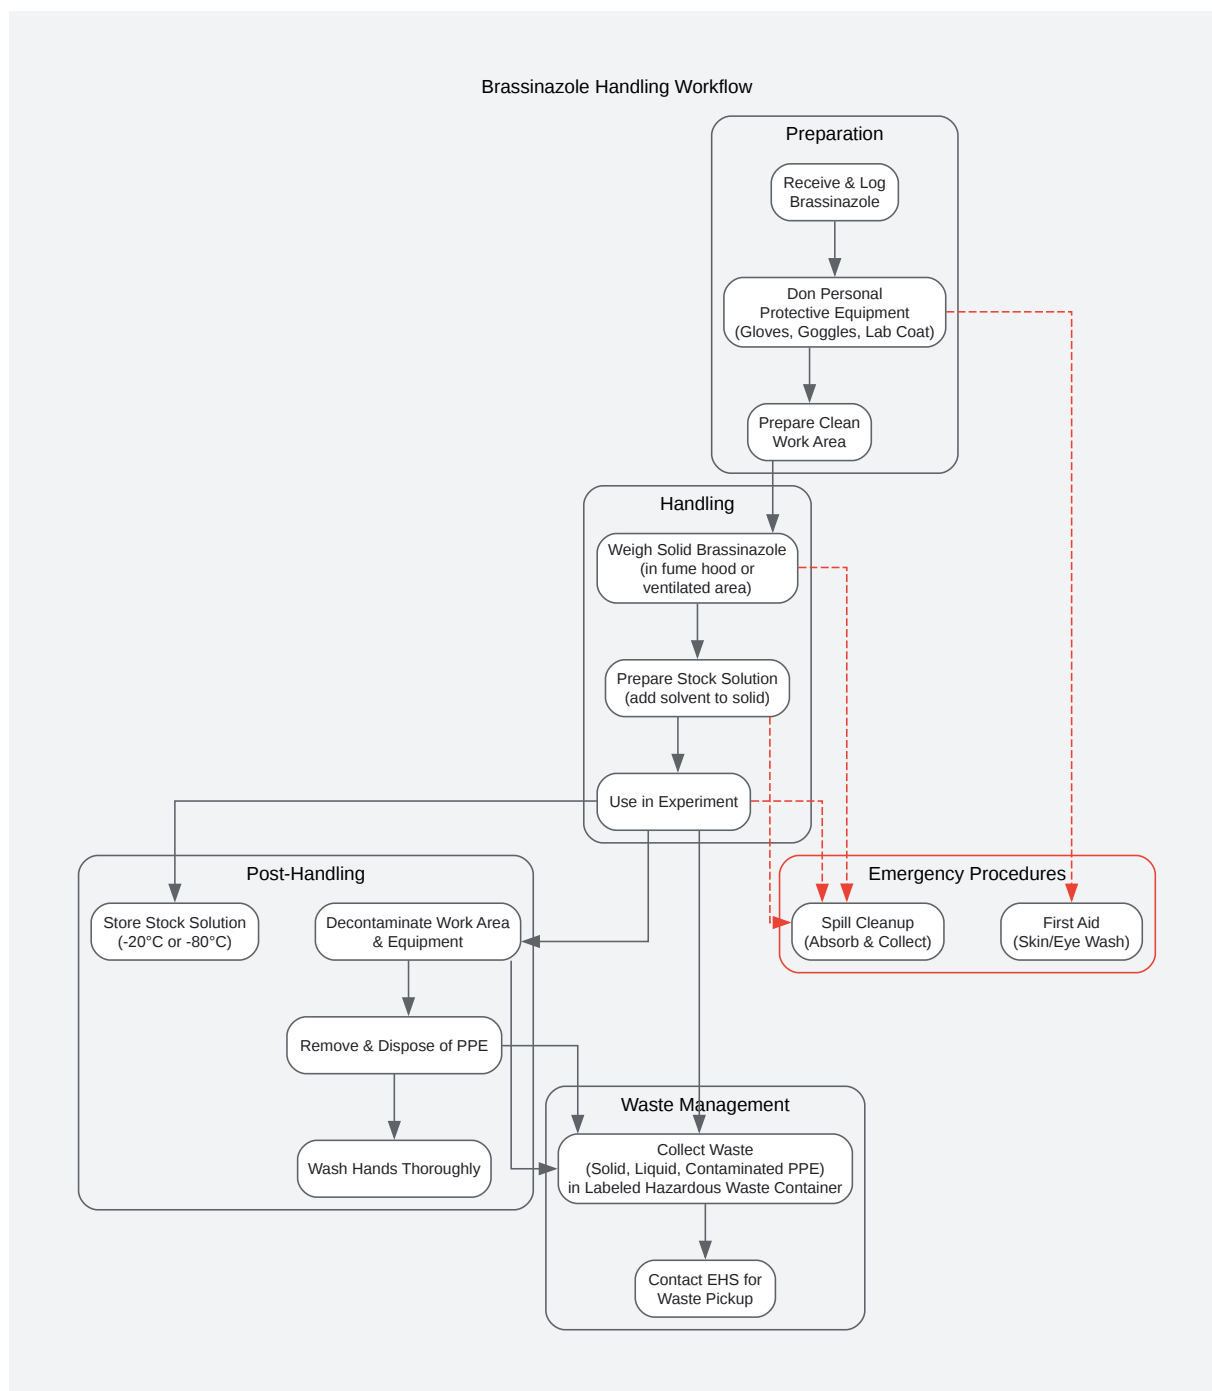 Brassinazole Handling Workflow
Preparation
Receive & Log
Brassinazole
Don Personal
Protective Equipment
(Gloves, Goggles, Lab Coat)
Prepare Clean
Work Area
Handling
Weigh Solid Brassinazole
(in fume hood or
ventilated area)
Prepare Stock Solution
(add solvent to solid)
Use in Experiment
Post-Handling
Store Stock Solution
(-20°C or -80°C)
Decontaminate Work Area
& Equipment
Remove & Dispose of PPE
Wash Hands Thoroughly
Emergency Procedures
Spill Cleanup
(Absorb & Collect)
First Aid
(Skin/Eye Wash)
Waste Management
Collect Waste
(Solid, Liquid, Contaminated PPE)
in Labeled Hazardous Waste Container
Contact EHS for
Waste Pickup